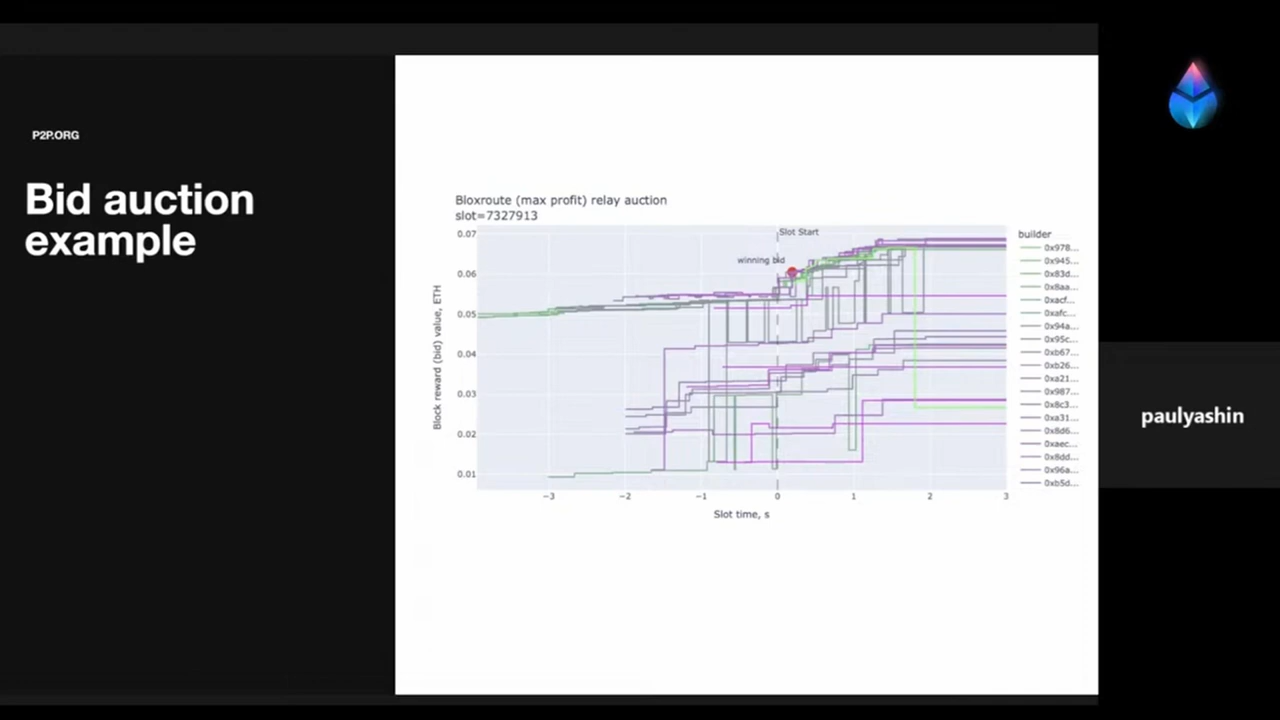 P2P.ORG
Bid auction
example
Bloxroute (max profit) relay auction
slot=7327913
Slot Start
winning bid
Block reward (bid) value, ETH
0.07
0.06
0.05
0.04
0.03
0.02
0.01
−3
−2
−1
0
1
2
3
Slot time, s
builder
0x978...
0x945...
0x83d...
0x8aa...
0xacf...
0xafc...
0x94a...
0x95c...
0xb67...
0xb26...
0xa21...
0x987...
0x8c3...
0xa31...
0x8d6...
0xaec...
0x8dd...
0x96a...
0xb5d...
paulyashin